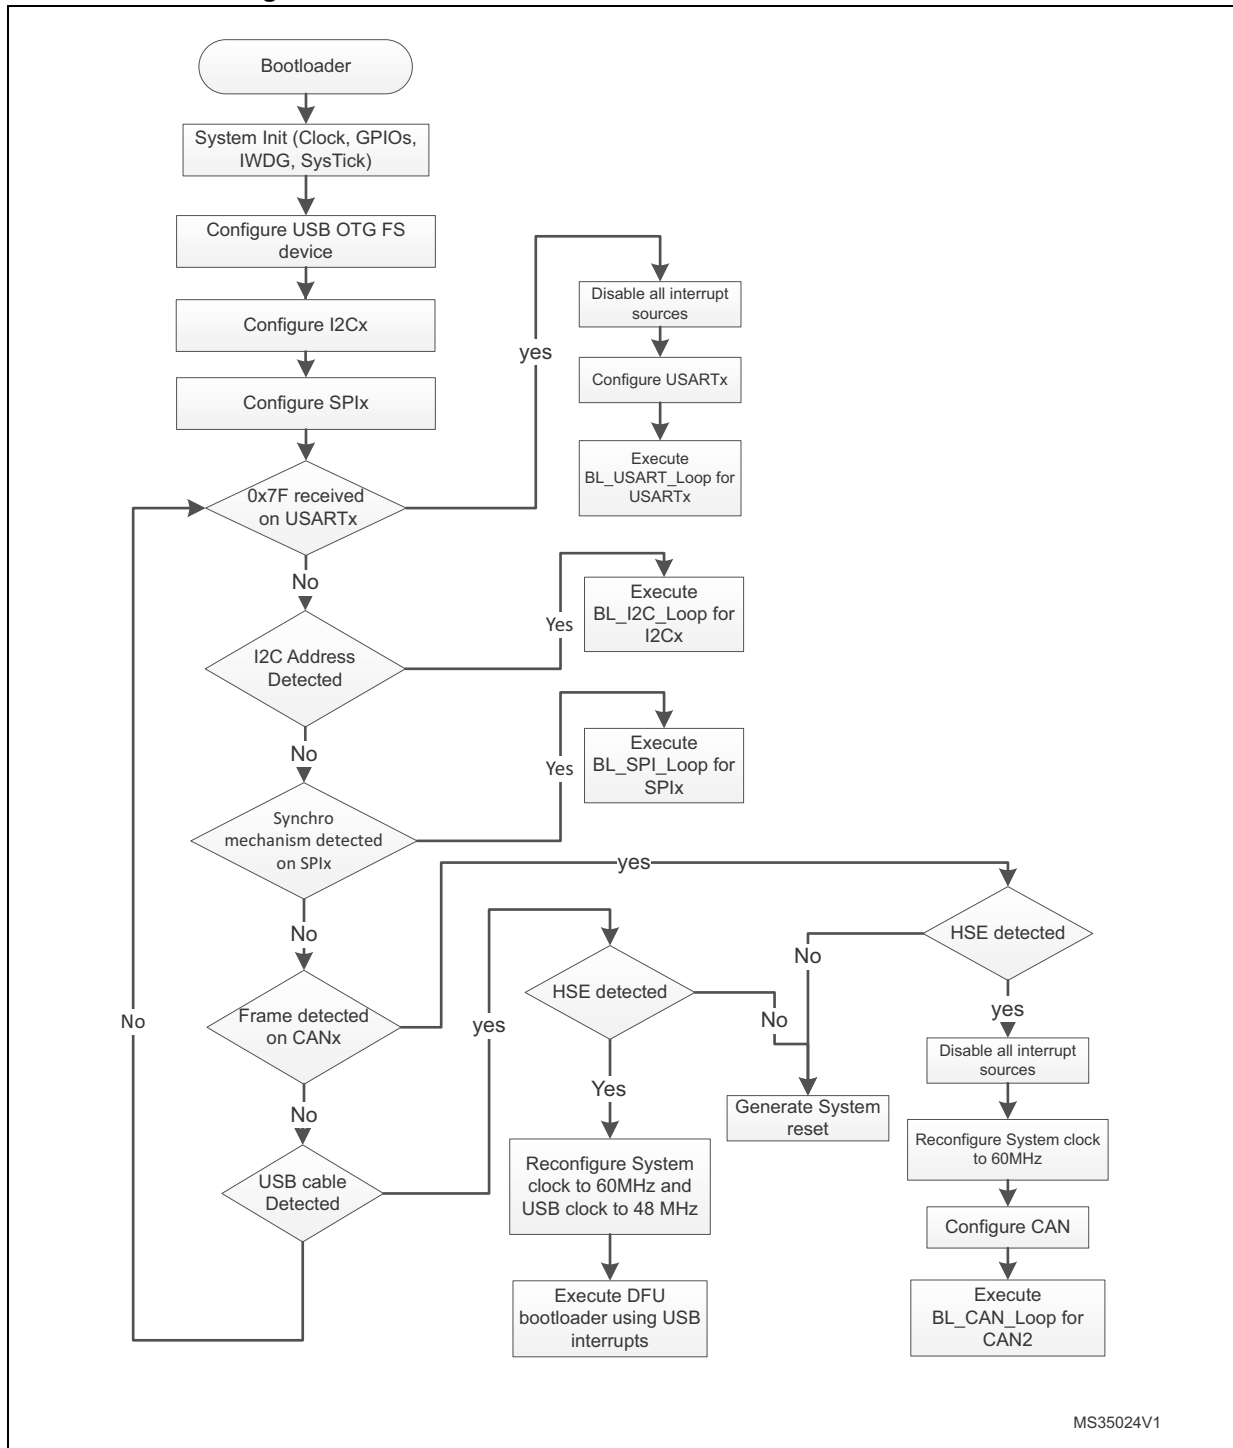 Bootloader
System Init (Clock, GPIOs,
IWDG, SysTick)
Configure USB OTG FS
device
Configure I2Cx
Configure SPIx
0x7F received
on USARTx
yes
Disable all interrupt
sources
Configure USARTx
Execute
BL_USART_Loop for
USARTx
No
I2C Address
Detected
Yes
Execute
BL_I2C_Loop for
I2Cx
No
Synchro
mechanism detected
on SPIx
Yes
Execute
BL_SPI_Loop for
SPIx
No
Frame detected
on CANx
yes
HSE detected
No
yes
Disable all interrupt
sources
Reconfigure System clock
to 60MHz
Configure CAN
Execute
BL_CAN_Loop for
CAN2
No
USB cable
Detected
yes
HSE detected
No
Generate System
reset
Yes
Reconfigure System
clock to 60MHz and
USB clock to 48 MHz
Execute DFU
bootloader using USB
interrupts
No
MS35024V1